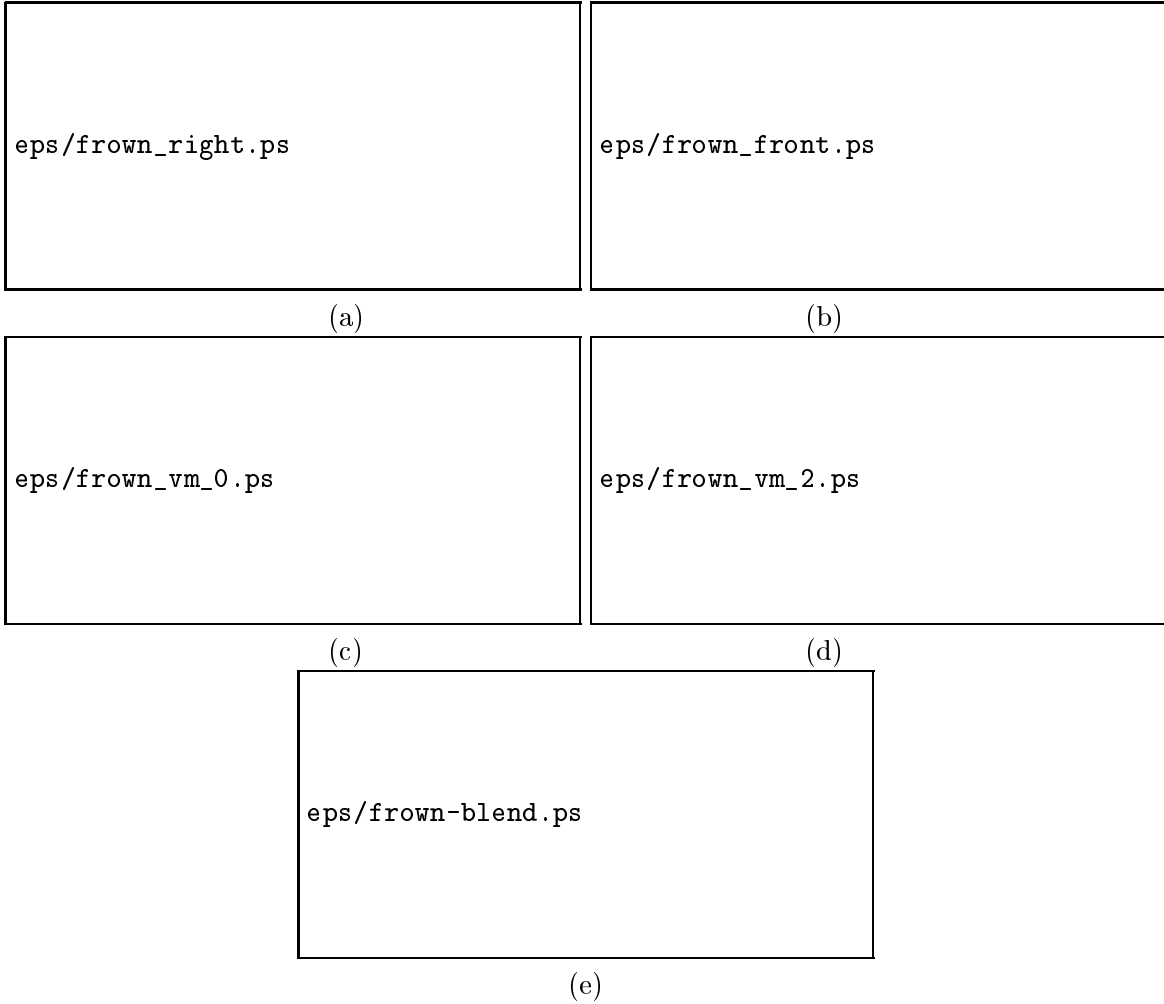 eps/frown_right.ps
eps/frown_front.ps
(a)
(b)
eps/frown_vm_0.ps
eps/frown_vm_2.ps
(c)
(d)
eps/frown-blend.ps
(e)